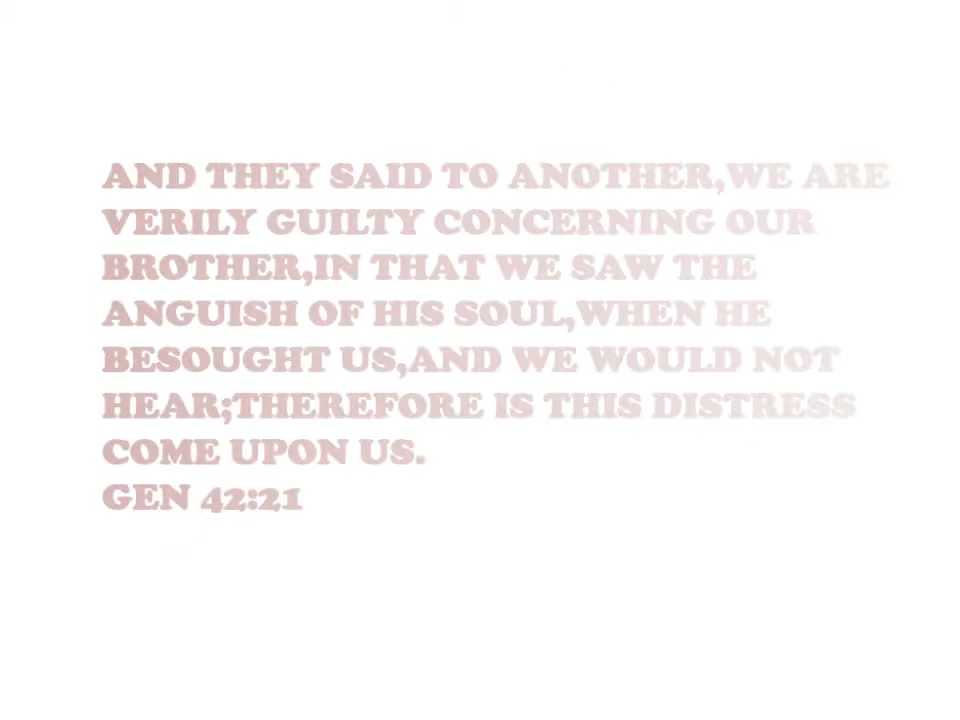 AND THEY SAID TO ANOTHER,WE ARE
VERILY GUILTY CONCERNING OUR
BROTHER,IN THAT WE SAW THE
ANGUISH OF HIS SOUL,WHEN HE
BESOUGHT US,AND WE WOULD NOT
HEAR;THEREFORE IS THIS DISTRESS
COME UPON US.
GEN 42:21